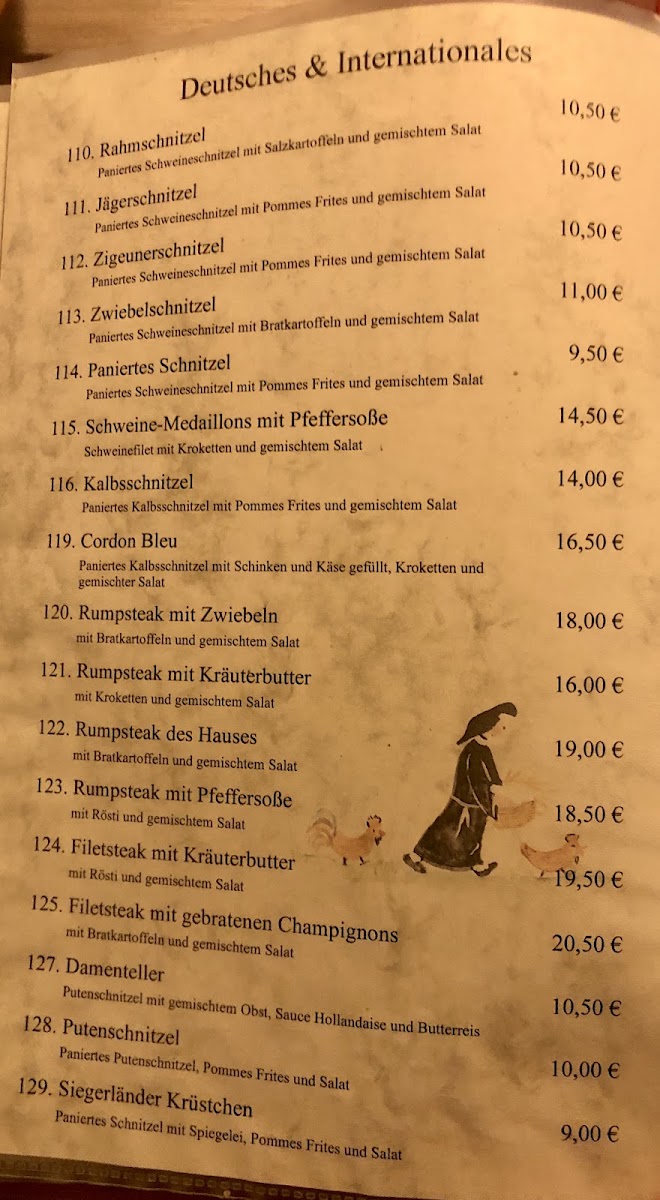 Deutsches & Internationales
110. Rahmschnitzel 10,50 €
Paniertes Schweineschnitzel mit Salzkartoffeln und gemischtem Salat
111. Jägerschnitzel 10,50 €
Paniertes Schweineschnitzel mit Pommes Frites und gemischtem Salat
112. Zigeunerschnitzel 10,50 €
Paniertes Schweineschnitzel mit Pommes Frites und gemischtem Salat
113. Zwiebelschnitzel 11,00 €
Paniertes Schweineschnitzel mit Bratkartoffeln und gemischtem Salat
114. Paniertes Schnitzel 9,50 €
Paniertes Schweineschnitzel mit Pommes Frites und gemischtem Salat
115. Schweine-Medaillons mit Pfeffersoße 14,50 €
Schweinefilet mit Kroketten und gemischtem Salat
116. Kalbsschnitzel 14,00 €
Paniertes Kalbsschnitzel mit Pommes Frites und gemischtem Salat
119. Cordon Bleu 16,50 €
Paniertes Kalbsschnitzel mit Schinken und Käse gefüllt, Kroketten und
gemischter Salat
120. Rumpsteak mit Zwiebeln 18,00 €
mit Bratkartoffeln und gemischtem Salat
121. Rumpsteak mit Kräuterbutter 16,00 €
mit Kroketten und gemischtem Salat
122. Rumpsteak des Hauses 19,00 €
mit Bratkartoffeln und gemischtem Salat
123. Rumpsteak mit Pfeffersoße 18,50 €
mit Rösti und gemischtem Salat
124. Filetsteak mit Kräuterbutter 19,50 €
mit Rösti und gemischtem Salat
125. Filetsteak mit gebratenen Champignons 20,50 €
mit Bratkartoffeln und gemischtem Salat
127. Damenteller 10,50 €
Putenschnitzel mit gemischtem Obst, Sauce Hollandaise und Butterreis
128. Putenschnitzel 10,00 €
Paniertes Putenschnitzel, Pommes Frites und Salat
129. Siegerländer Krüstchen 9,00 €
Paniertes Schnitzel mit Spiegelei, Pommes Frites und Salat